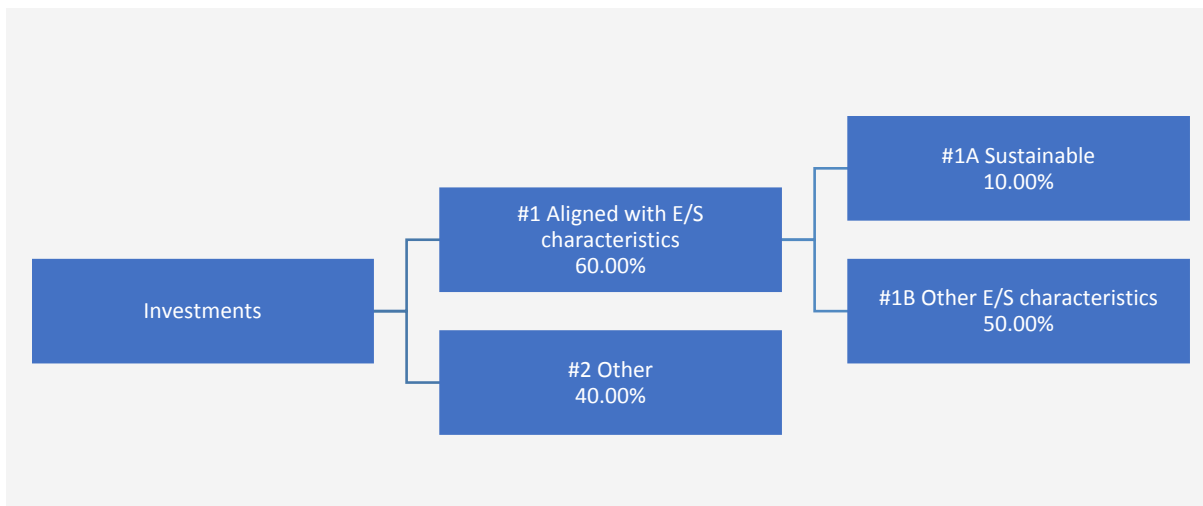 Investments
#1 Aligned with E/S
characteristics
60.00%
#2 Other
40.00%
#1A Sustainable
10.00%
#1B Other E/S characteristics
50.00%